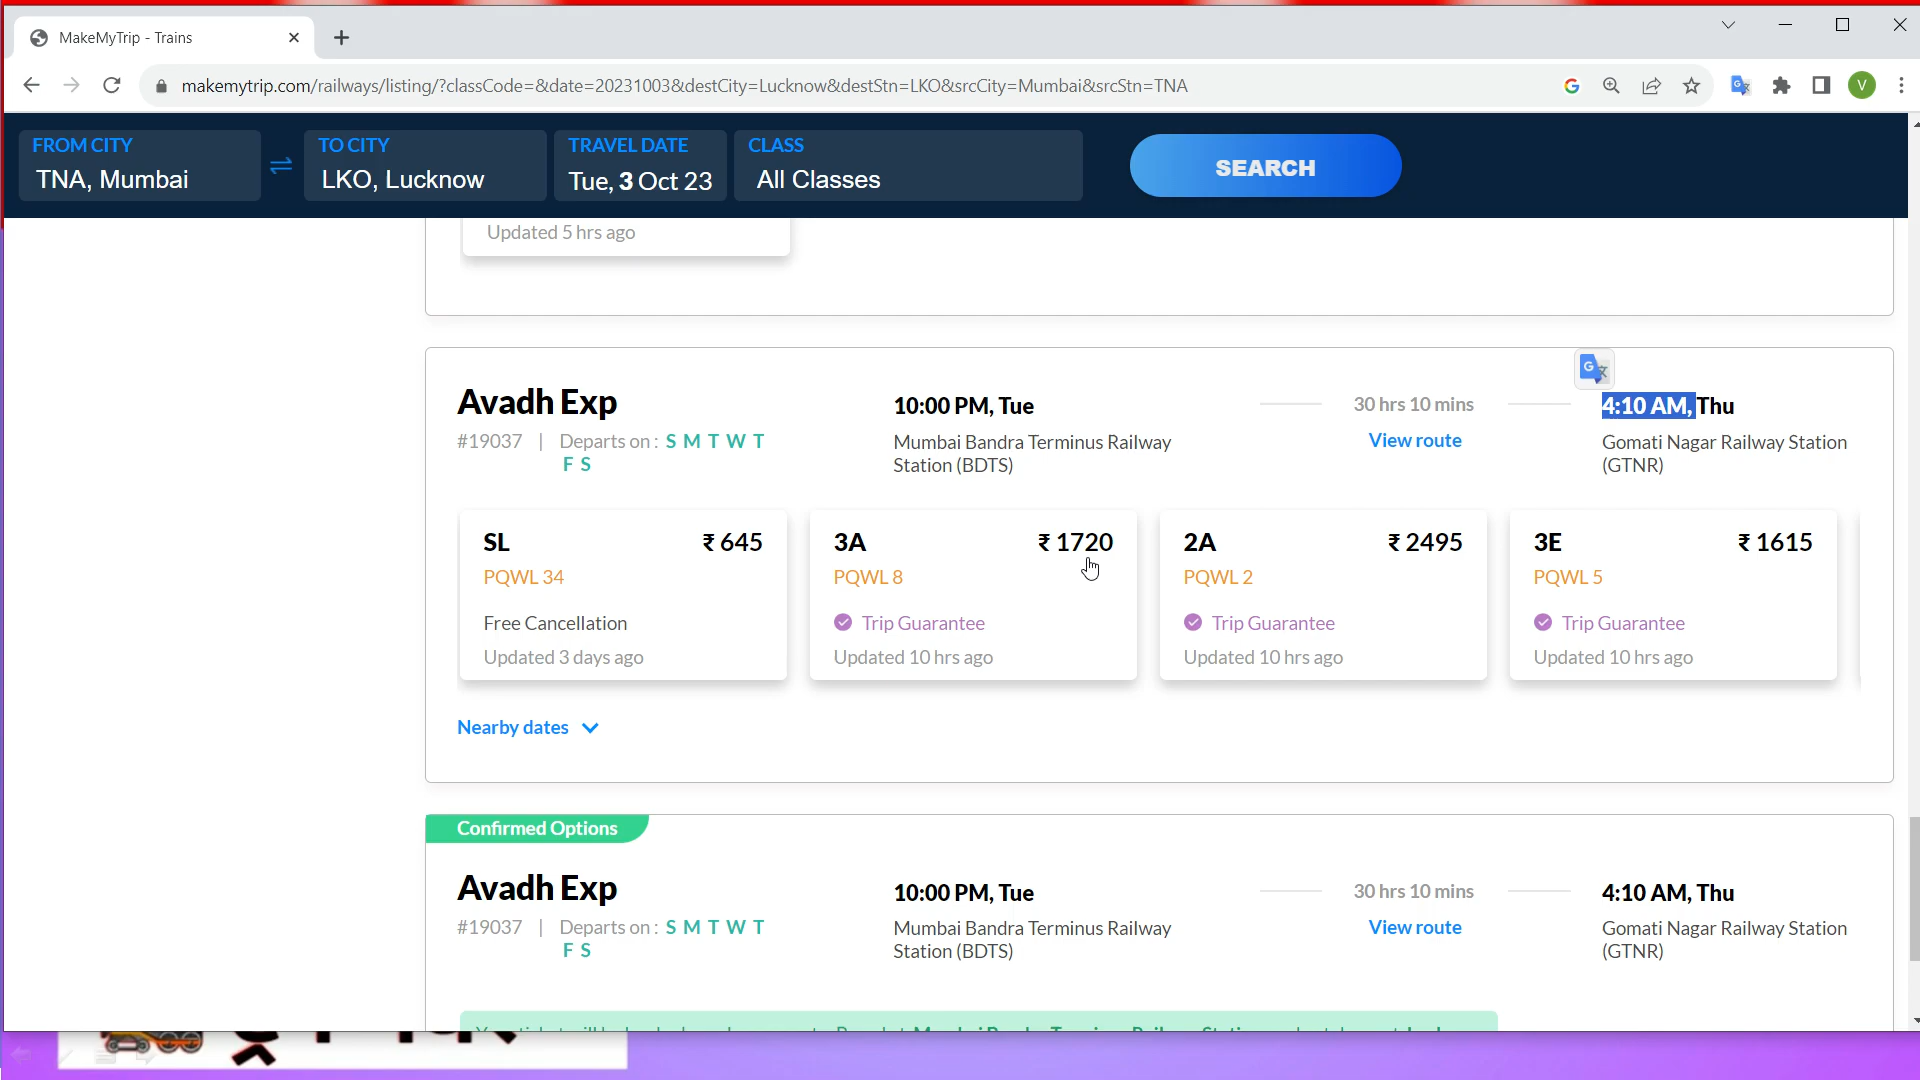 MakeMyTrip - Trains
makemytrip.com/railways/listing/?classCode=&date=20231003&destCity=Lucknow&destStn=LKO&srcCity=Mumbai&srcStn=TNA
V
FROM CITY
TNA, Mumbai
TO CITY
LKO, Lucknow
TRAVEL DATE
Tue, 3 Oct 23
CLASS
All Classes
SEARCH
Updated 5 hrs ago
Avadh Exp
#19037 | Departs on : S M T W T
F S
10:00 PM, Tue
Mumbai Bandra Terminus Railway
Station (BDTS)
30 hrs 10 mins
View route
4:10 AM, Thu
Gomati Nagar Railway Station
(GTNR)
SL ₹ 645
PQWL 34
Free Cancellation
Updated 3 days ago
3A ₹ 1720
PQWL 8
Trip Guarantee
Updated 10 hrs ago
2A ₹ 2495
PQWL 2
Trip Guarantee
Updated 10 hrs ago
3E ₹ 1615
PQWL 5
Trip Guarantee
Updated 10 hrs ago
Nearby dates
Confirmed Options
Avadh Exp
#19037 | Departs on : S M T W T
F S
10:00 PM, Tue
Mumbai Bandra Terminus Railway
Station (BDTS)
30 hrs 10 mins
View route
4:10 AM, Thu
Gomati Nagar Railway Station
(GTNR)